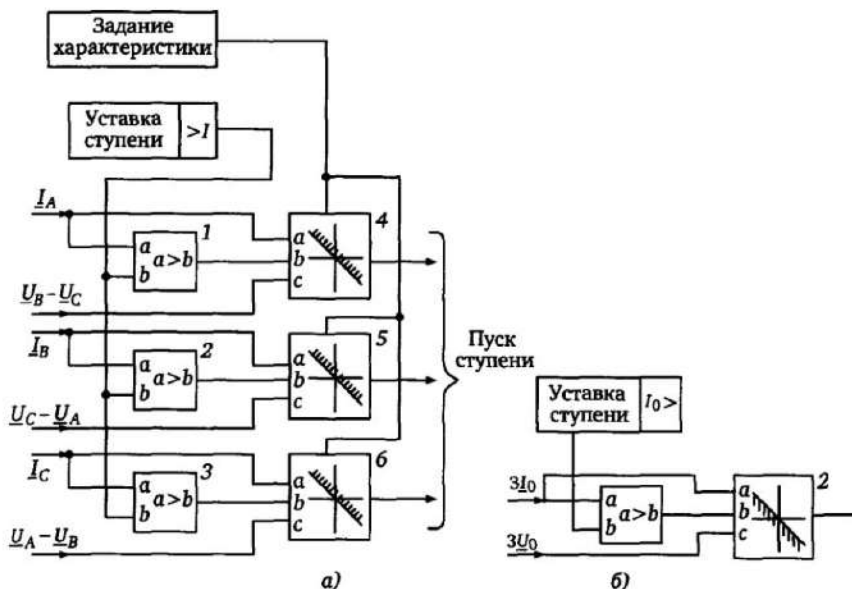 Задание
характеристики
Уставка
ступени
>I
I_A
a
b
a>b
1
a
b
c
4
U_B – U_C
I_B
a
b
a>b
2
a
b
c
5
U_C – U_A
I_C
a
b
a>b
3
a
b
c
6
U_A – U_B
Пуск
ступени
а)
Уставка
ступени
I_0>
3I_0
a
b
a>b
a
b
c
2
3U_0
б)